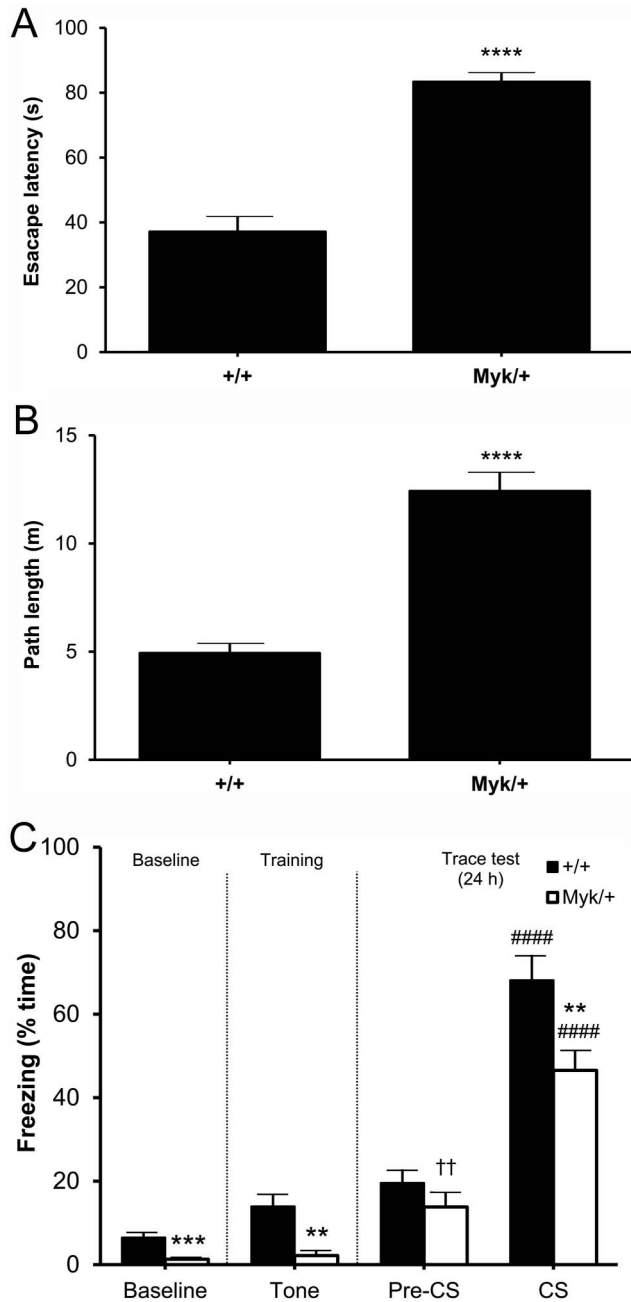 A
Esacape latency (s)
100
80
60
40
20
0
****
+/+
Myk/+
B
Path length (m)
15
10
5
0
****
+/+
Myk/+
C
Freezing (% time)
100
80
60
40
20
0
Baseline
Training
Trace test
(24 h)
+/+
Myk/+
***
**
††
####
**
####
Baseline
Tone
Pre-CS
CS